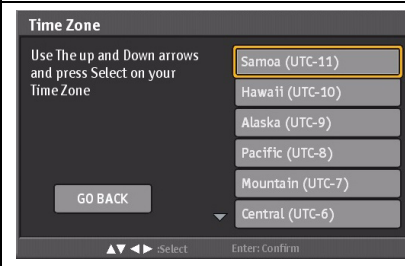 Time Zone
Use The up and Down arrows
and press Select on your
Time Zone
Samoa (UTC-11)
Hawaii (UTC-10)
Alaska (UTC-9)
Pacific (UTC-8)
Mountain (UTC-7)
Central (UTC-6)
GO BACK
▲▼ ◀▶ :Select Enter: Confirm